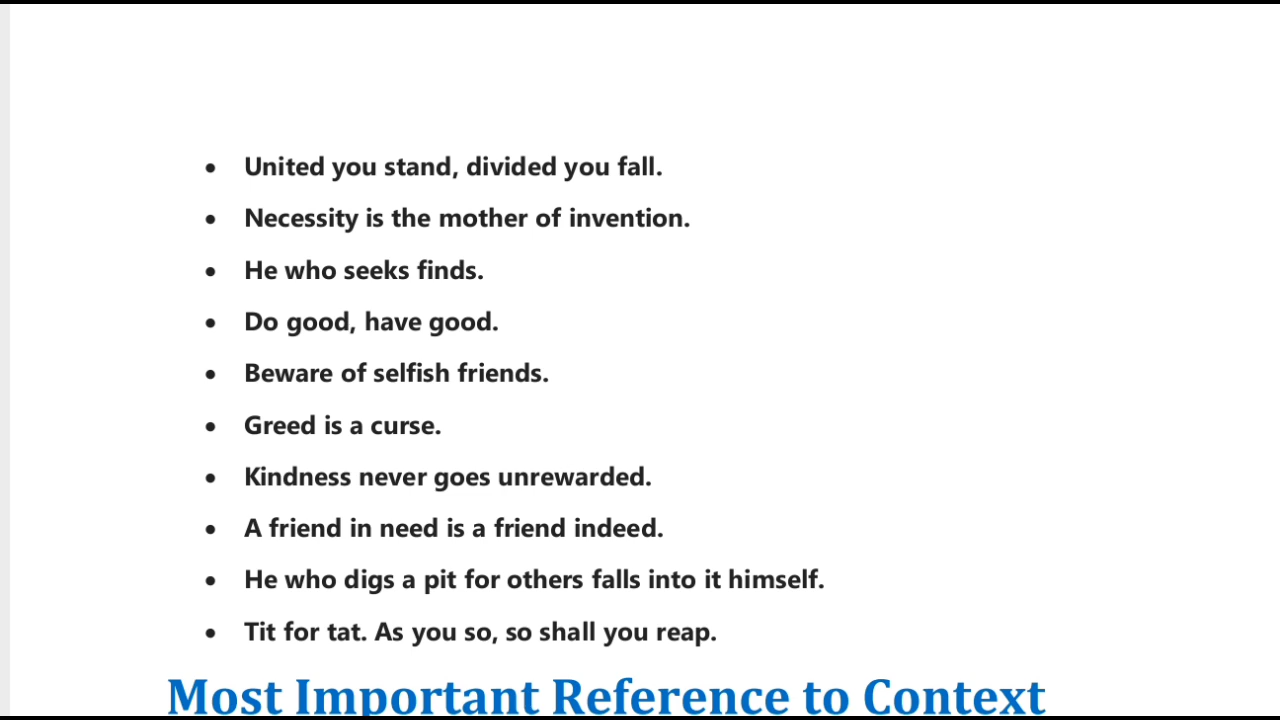 • United you stand, divided you fall.
• Necessity is the mother of invention.
• He who seeks finds.
• Do good, have good.
• Beware of selfish friends.
• Greed is a curse.
• Kindness never goes unrewarded.
• A friend in need is a friend indeed.
• He who digs a pit for others falls into it himself.
• Tit for tat. As you so, so shall you reap.
Most Important Reference to Context